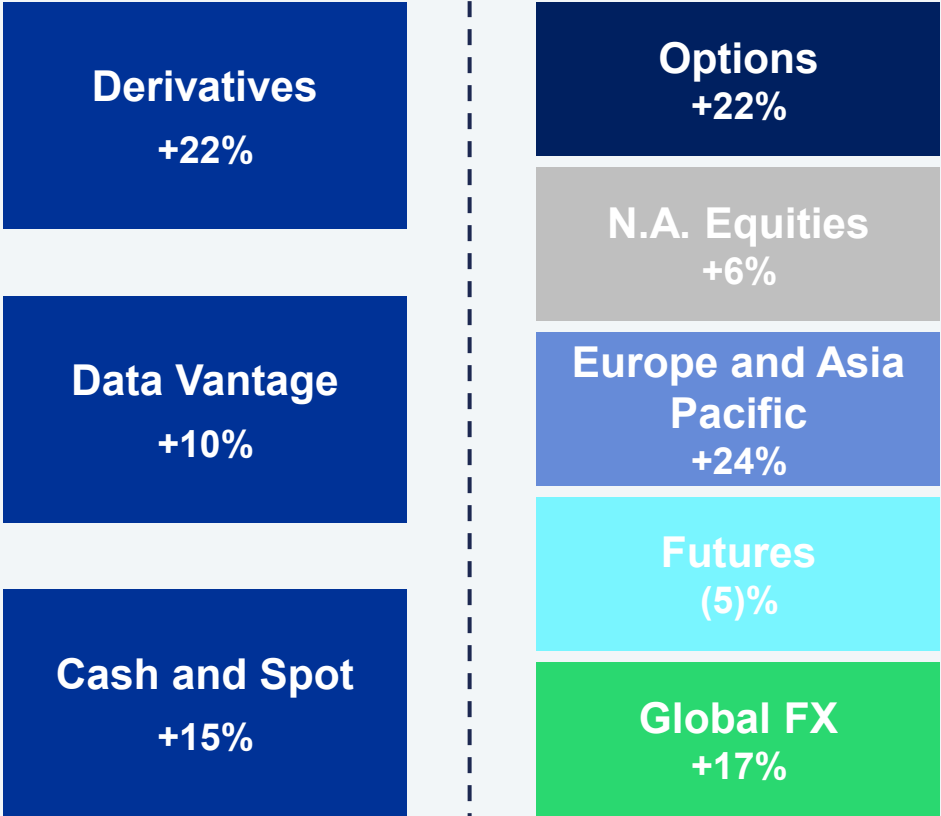 Derivatives
+22%
Data Vantage
+10%
Cash and Spot
+15%
Options
+22%
N.A. Equities
+6%
Europe and Asia
Pacific
+24%
Futures
(5)%
Global FX
+17%